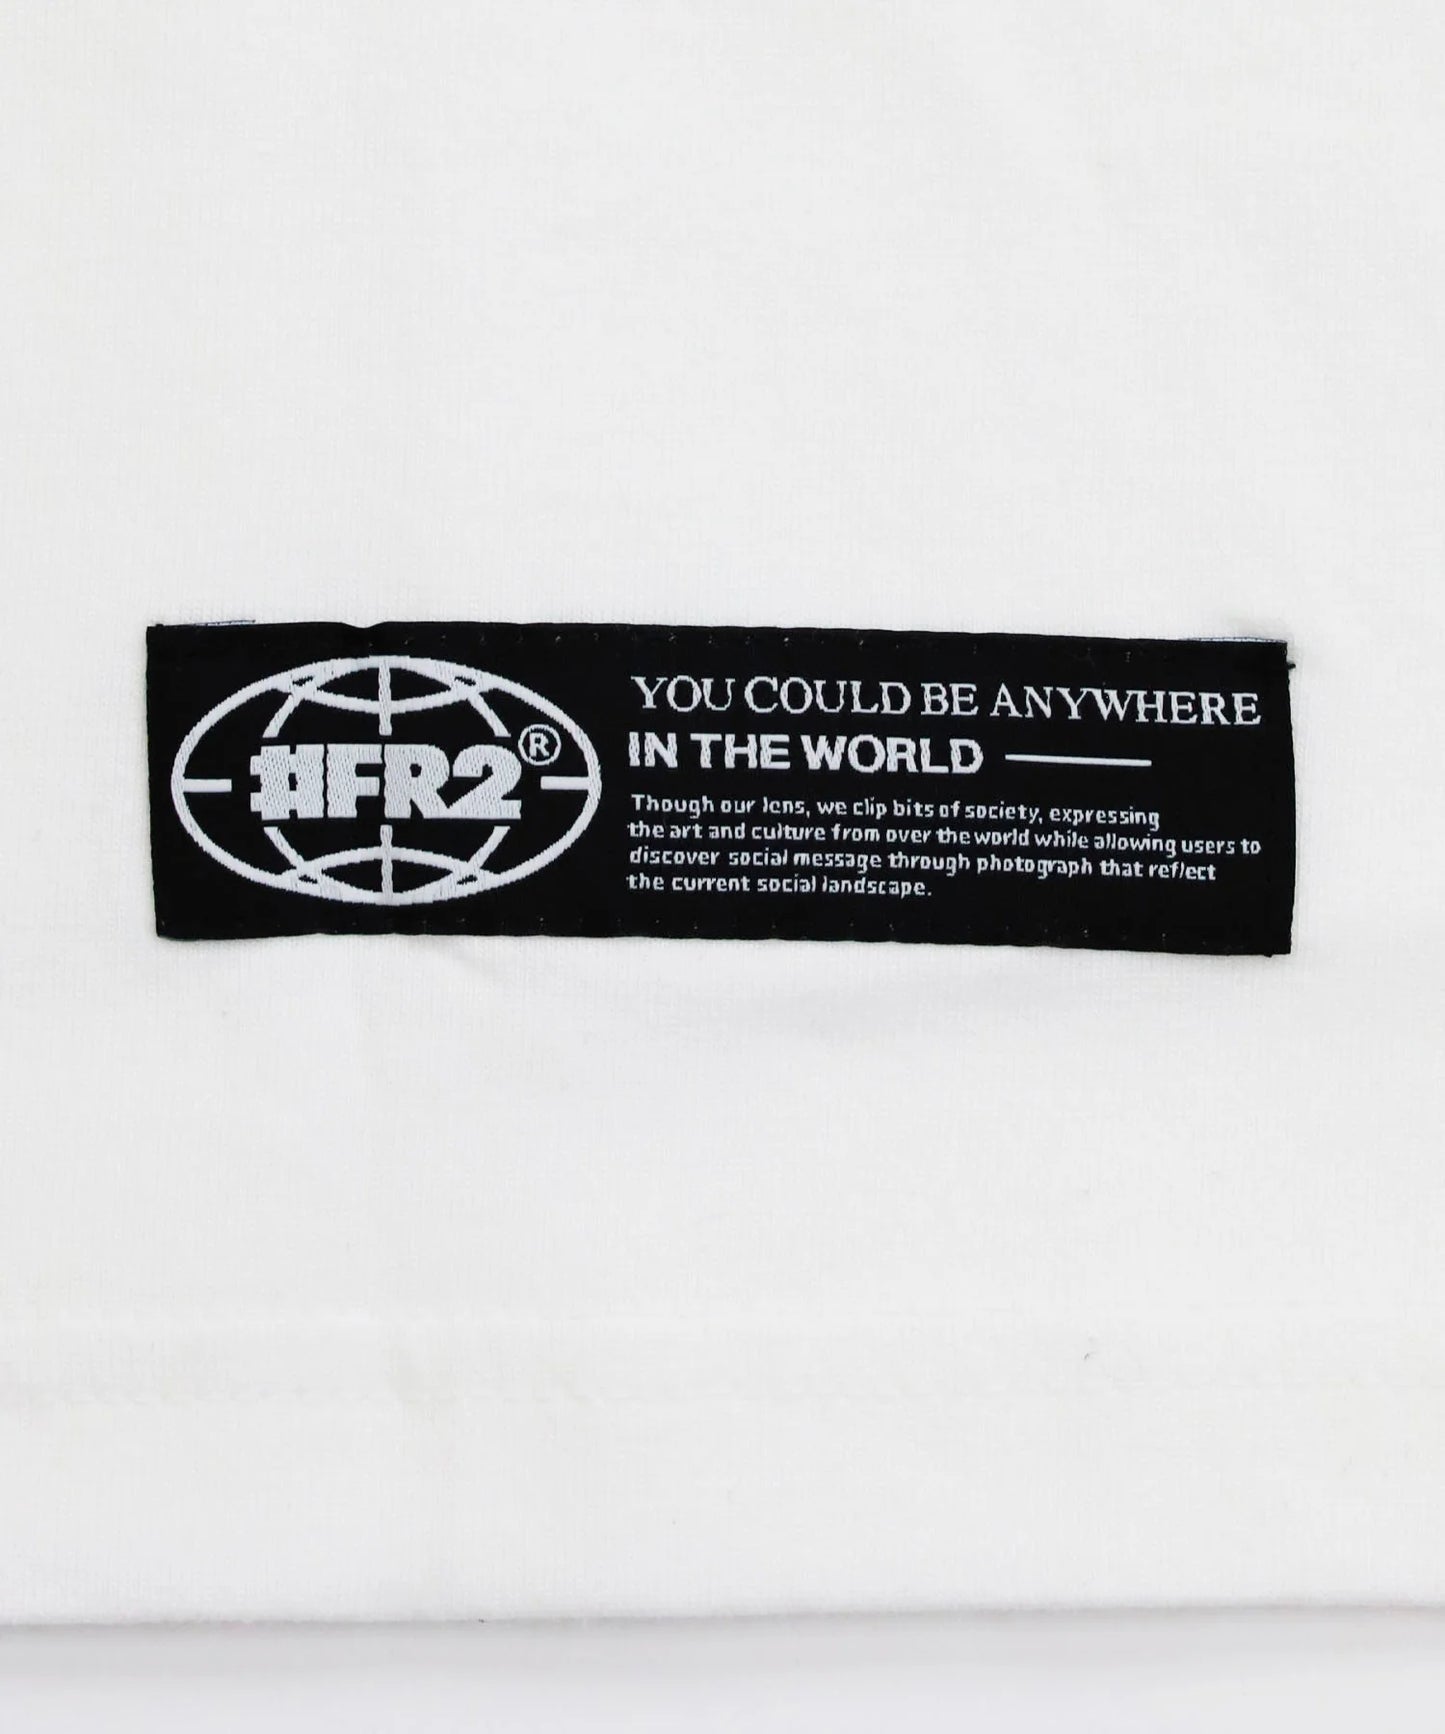 #FR2®
YOU COULD BE ANYWHERE
IN THE WORLD
Though our lens, we clip bits of society, expressing
the art and culture from over the world while allowing users to
discover social message through photograph that reflect
the current social landscape.